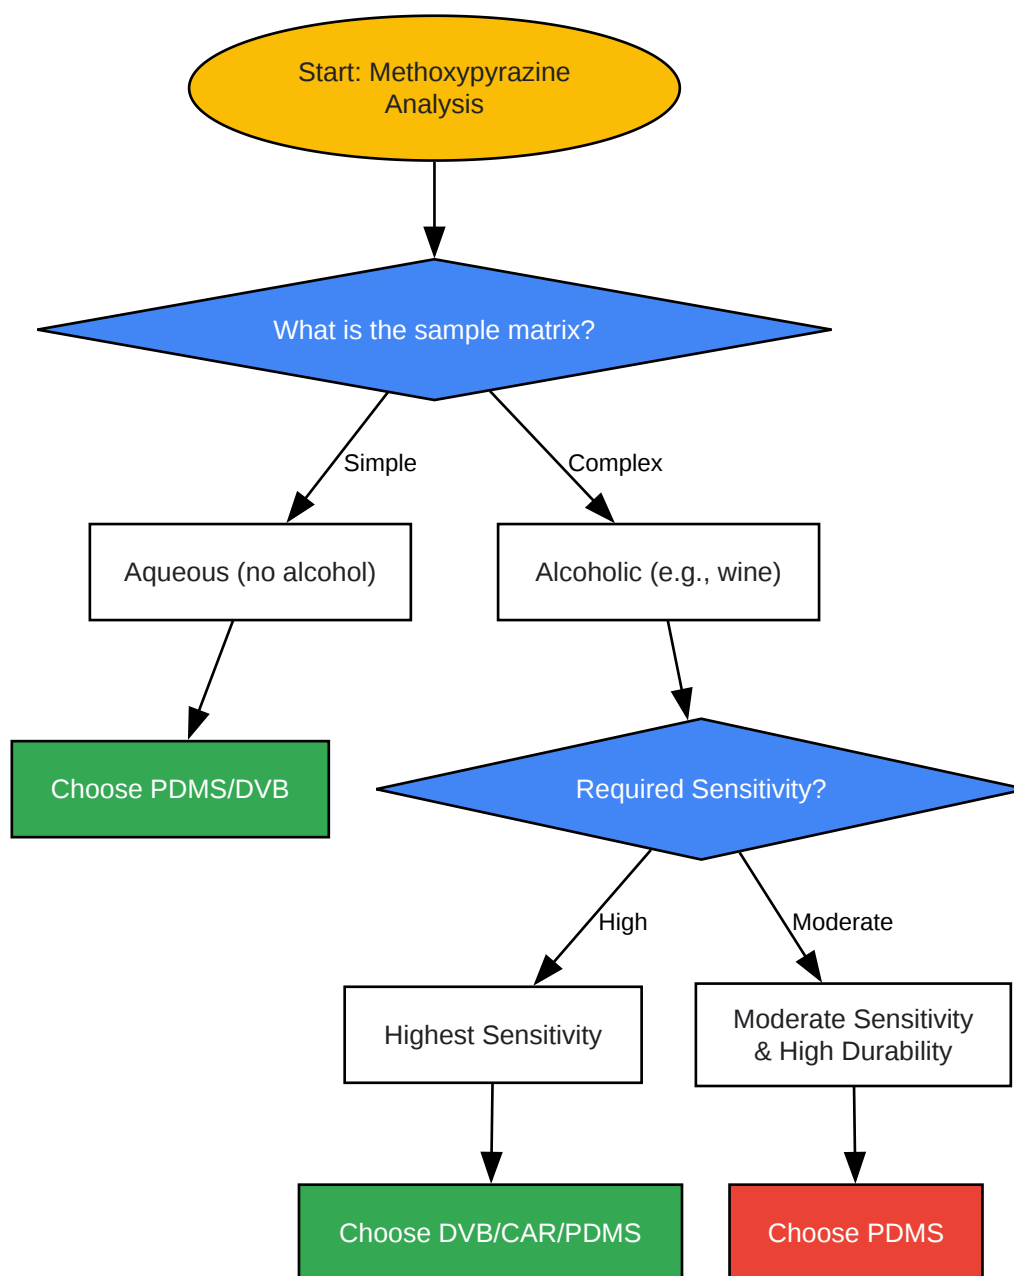 Start: Methoxypyrazine
Analysis
What is the sample matrix?
Simple
Complex
Aqueous (no alcohol)
Alcoholic (e.g., wine)
Choose PDMS/DVB
Required Sensitivity?
High
Moderate
Highest Sensitivity
Moderate Sensitivity
& High Durability
Choose DVB/CAR/PDMS
Choose PDMS